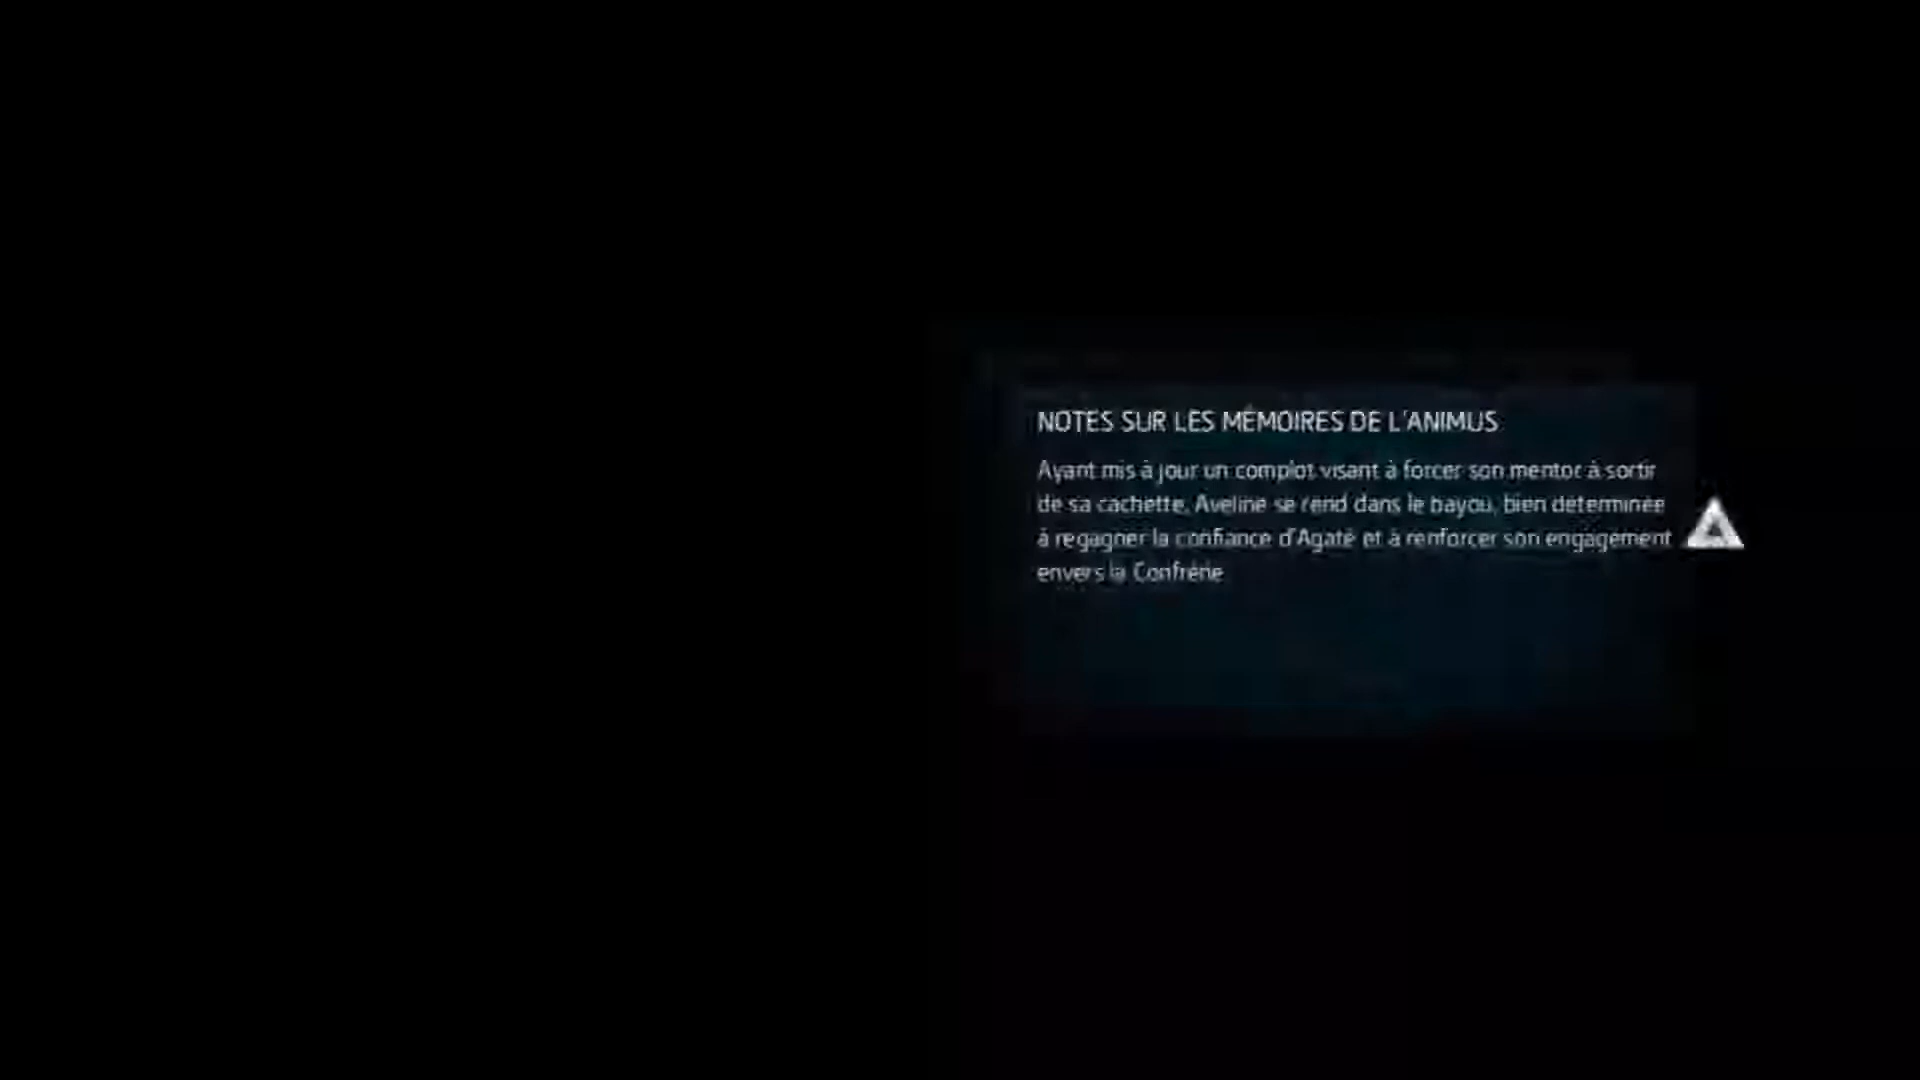 NOTES SUR LES MÉMOIRES DE L'ANIMUS
Ayant mis à jour un complot visant à forcer son mentor à sortir
de sa cachette, Aveline se rend dans le bayou, bien déterminée
à regagner la confiance d'Agaté et à renforcer son engagement
envers la Confrérie